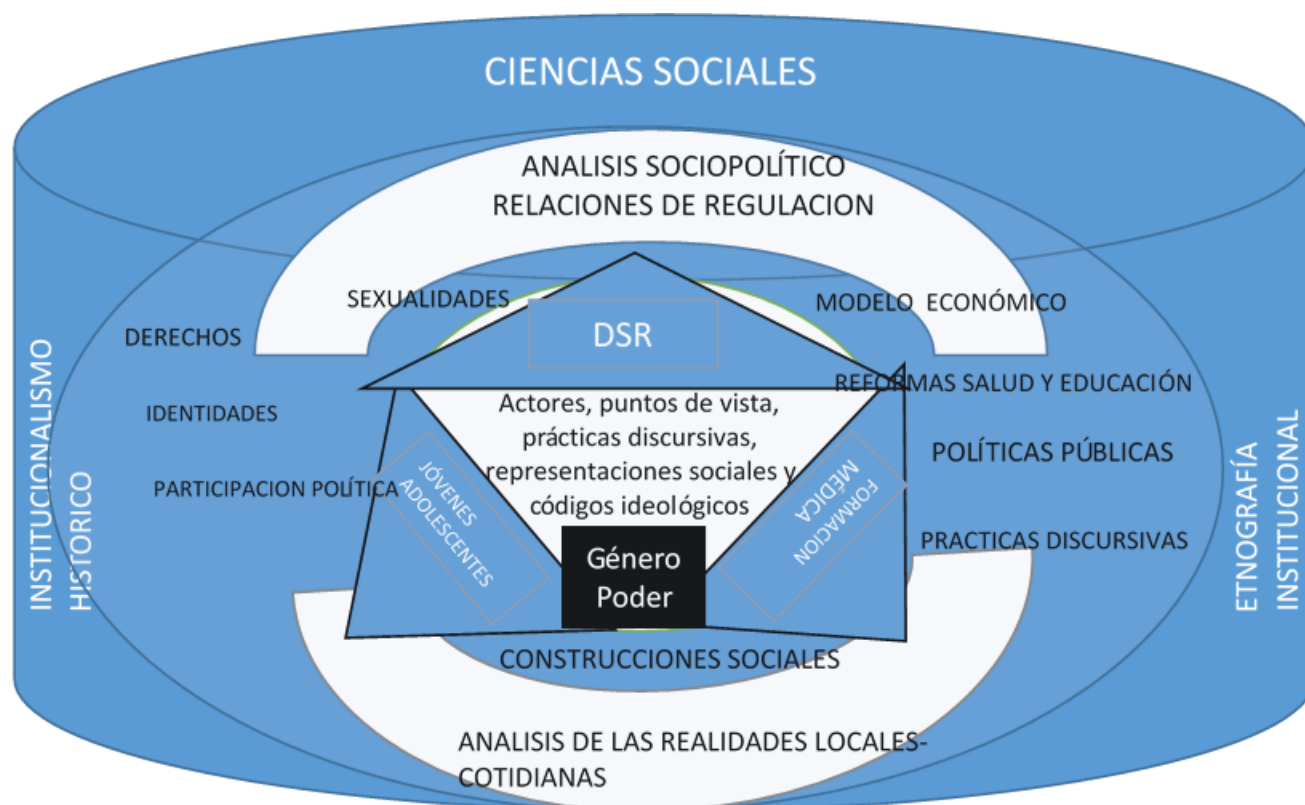 CIENCIAS SOCIALES
ANALISIS SOCIOPOLÍTICO
RELACIONES DE REGULACION
SEXUALIDADES
MODELO ECONÓMICO
DERECHOS
DSR
REFORMAS SALUD Y EDUCACIÓN
IDENTIDADES
Actores, puntos de vista,
prácticas discursivas,
representaciones sociales y
códigos ideológicos
POLÍTICAS PÚBLICAS
PARTICIPACION POLÍTICA
JÓVENES
ADOLESCENTES
FORMACION
MÉDICA
INSTITUCIONALISMO
HISTORICO
ETNOGRAFÍA
INSTITUCIONAL
PRACTICAS DISCURSIVAS
Género
Poder
CONSTRUCCIONES SOCIALES
ANALISIS DE LAS REALIDADES LOCALES-
COTIDIANAS